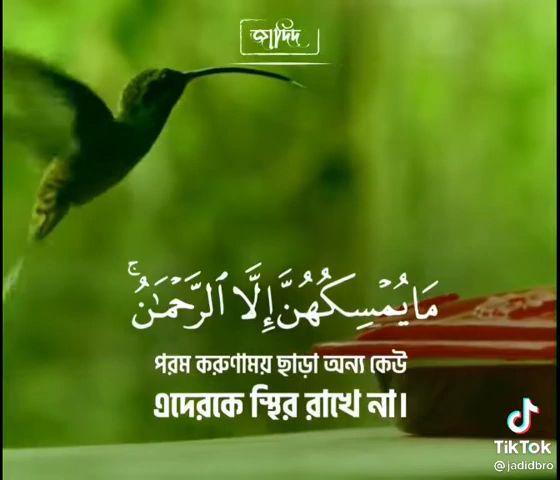 জাদিদ
مَا يُمْسِكُهُنَّ إِلَّا ٱلرَّحْمَـٰنُ ۚ
পরম করুণাময় ছাড়া অন্য কেউ
এদেরকে স্থির রাখে না।
TikTok
@jadidbro